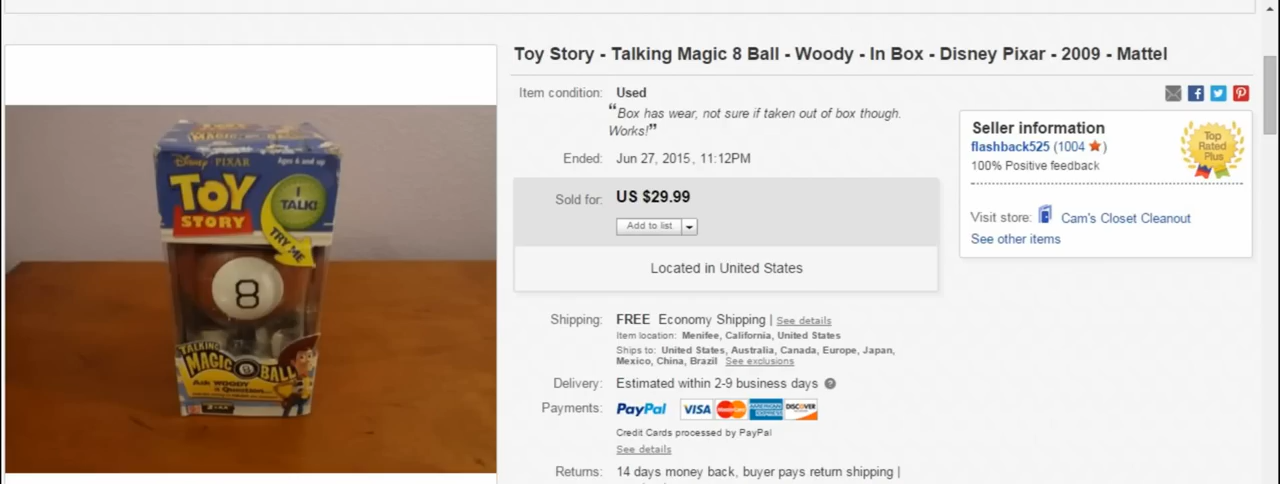 Toy Story - Talking Magic 8 Ball - Woody - In Box - Disney Pixar - 2009 - Mattel
Item condition: Used
“Box has wear, not sure if taken out of box though.
Works!”
Ended: Jun 27, 2015, 11:12PM
Sold for: US $29.99
Add to list
Located in United States
Shipping: FREE Economy Shipping | See details
Item location: Menifee, California, United States
Ships to: United States, Australia, Canada, Europe, Japan,
Mexico, China, Brazil See exclusions
Delivery: Estimated within 2-9 business days ?
Payments: PayPal VISA MasterCard AMERICAN EXPRESS DISCOVER
Credit Cards processed by PayPal
See details
Returns: 14 days money back, buyer pays return shipping |
Seller information
flashback525 (1004 )
100% Positive feedback
Top
Rated
Plus
Visit store: Cam's Closet Cleanout
See other items
Disney PIXAR
Ages 6 and up
TOY
STORY
I
TALK!
TRY ME
8
TALKING
MAGIC 8 BALL
Ask WOODY
a Question...